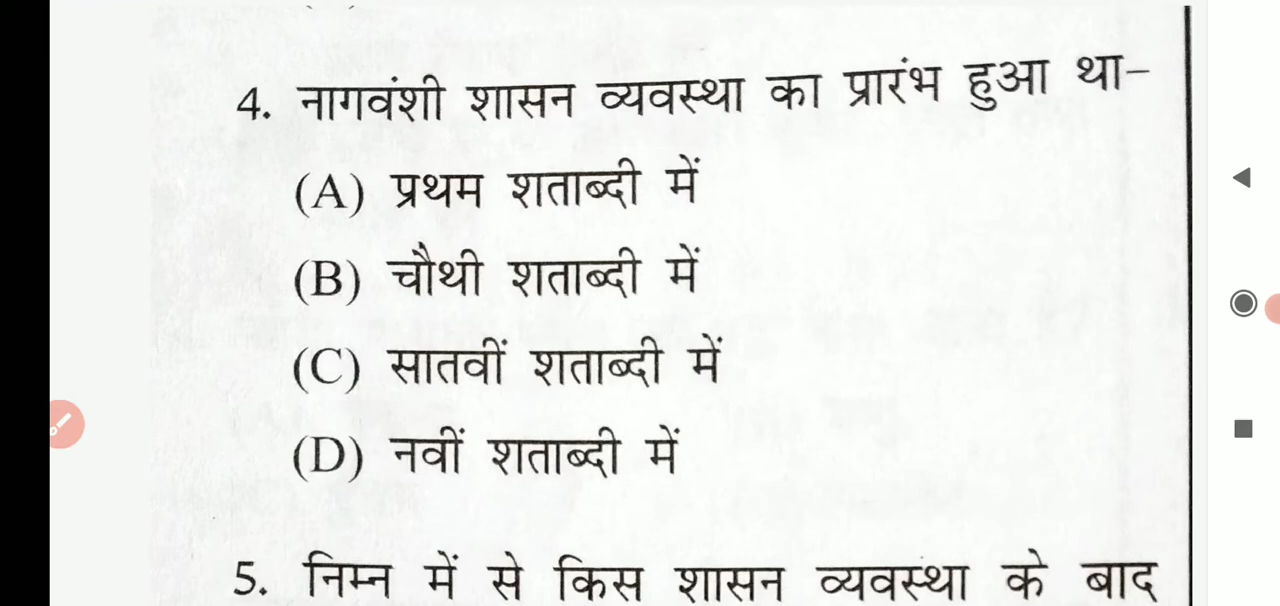 4. नागवंशी शासन व्यवस्था का प्रारंभ हुआ था-
(A) प्रथम शताब्दी में
(B) चौथी शताब्दी में
(C) सातवीं शताब्दी में
(D) नवीं शताब्दी में
5. निम्न में से किस शासन व्यवस्था के बाद